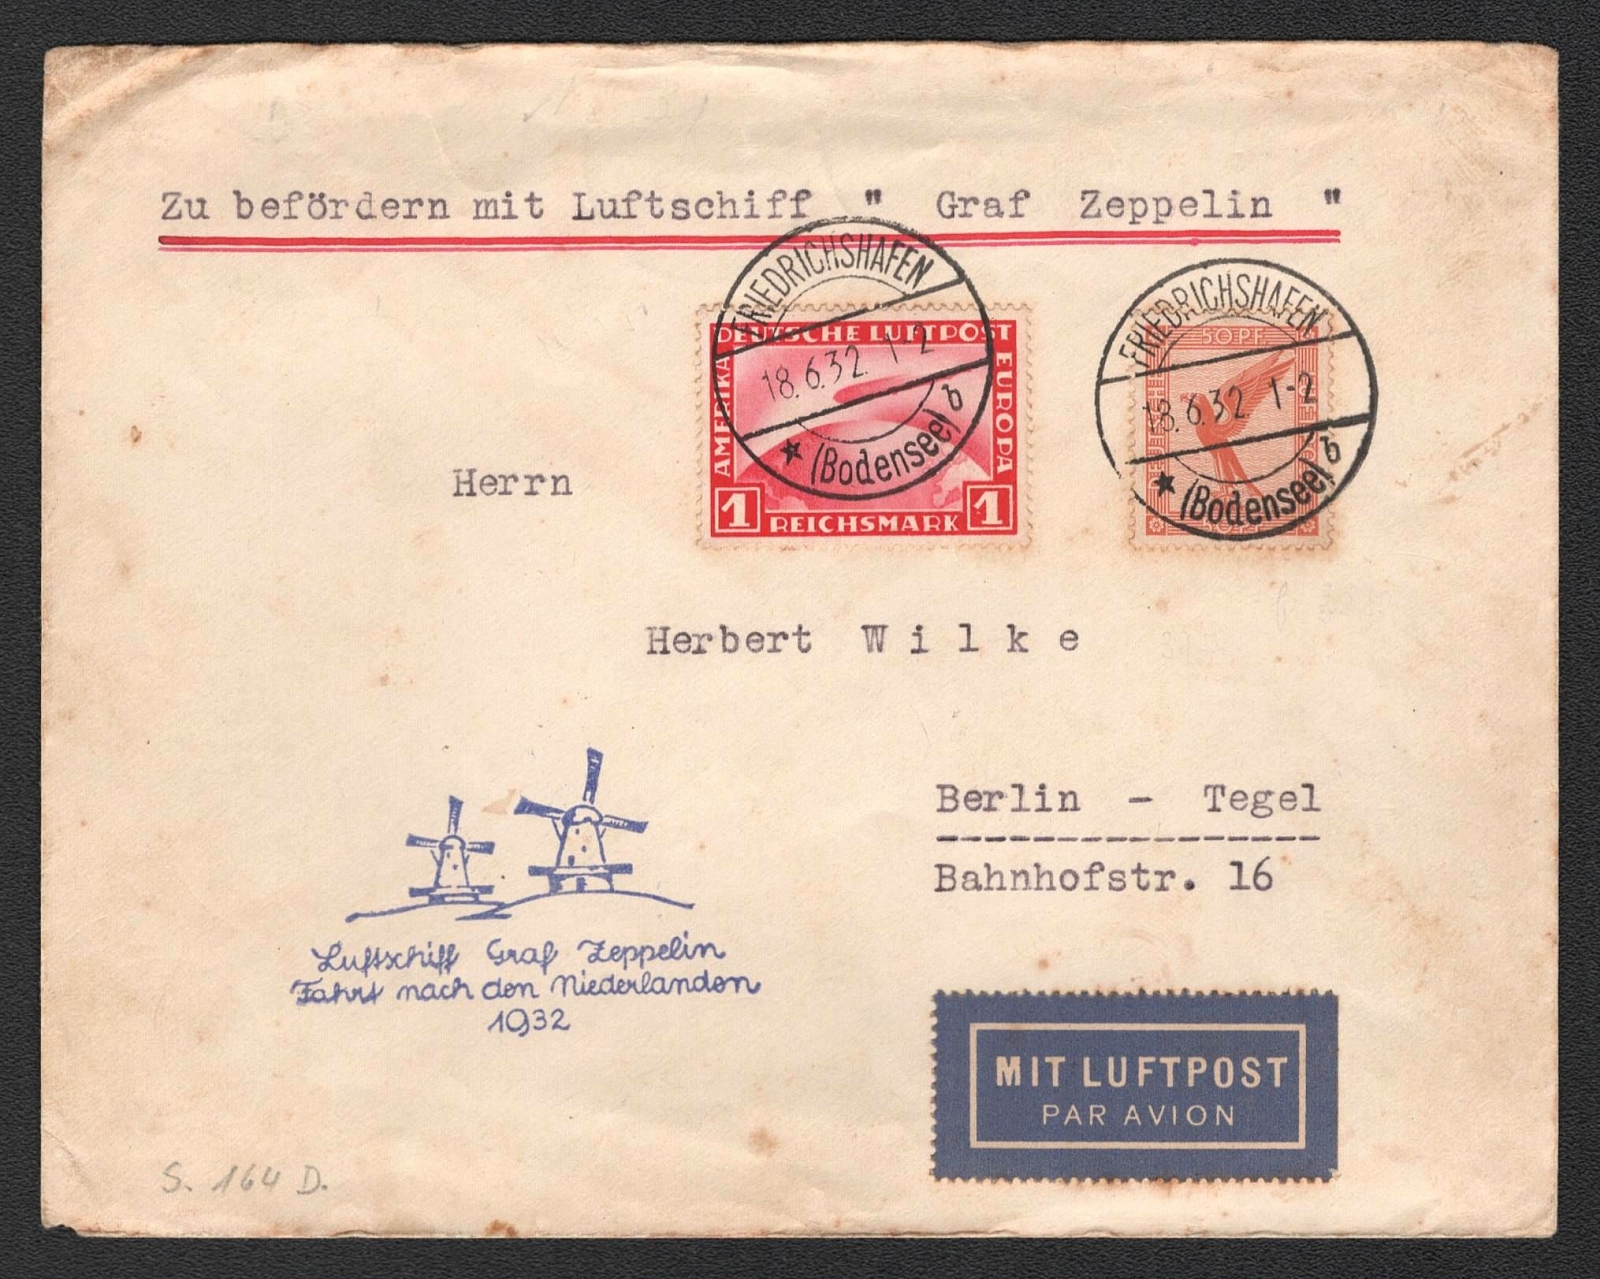 Zu befördern mit Luftschiff " Graf Zeppelin "
FRIEDRICHSHAFEN
18.6.32. 1-2
★ (Bodensee) b
DEUTSCHE LUFTPOST
AMERIKA
EUROPA
1 REICHSMARK 1
FRIEDRICHSHAFEN
18.6.32 1-2
★ (Bodensee) b
50 PF
Herrn
Herbert Wilke
Berlin - Tegel
Bahnhofstr. 16
Luftschiff Graf Zeppelin
Fahrt nach den Niederlanden
1932
MIT LUFTPOST
PAR AVION
S. 164 D.